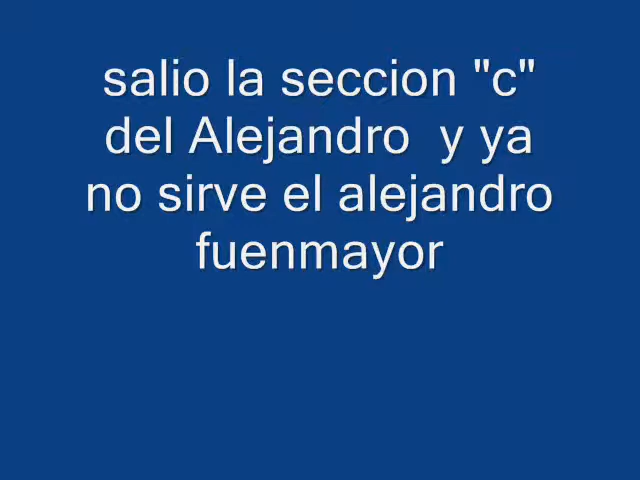 salio la seccion "c"
del Alejandro  y ya
no sirve el alejandro
fuenmayor